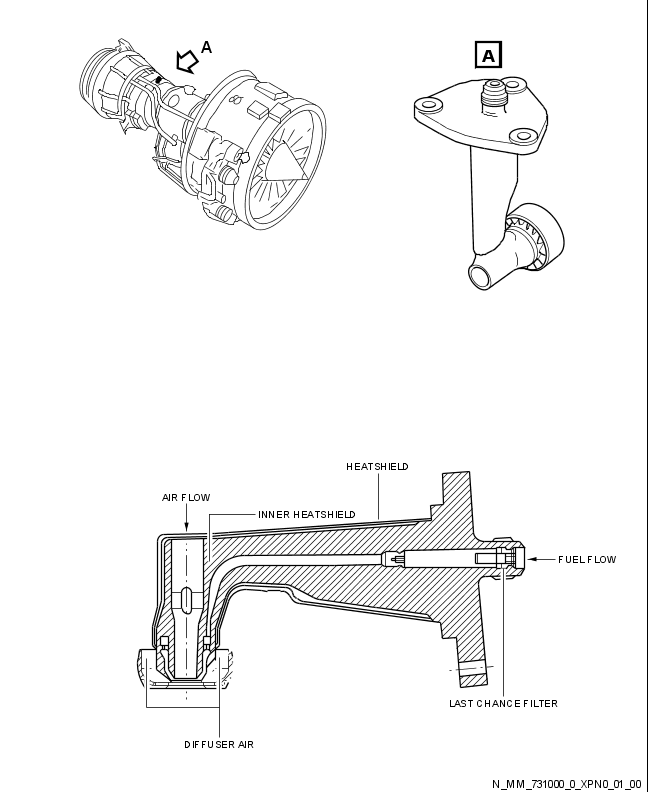 A
A
HEATSHIELD
AIR FLOW
INNER HEATSHIELD
FUEL FLOW
LAST CHANCE FILTER
DIFFUSER AIR
N_MM_731000_0_XPN0_01_00